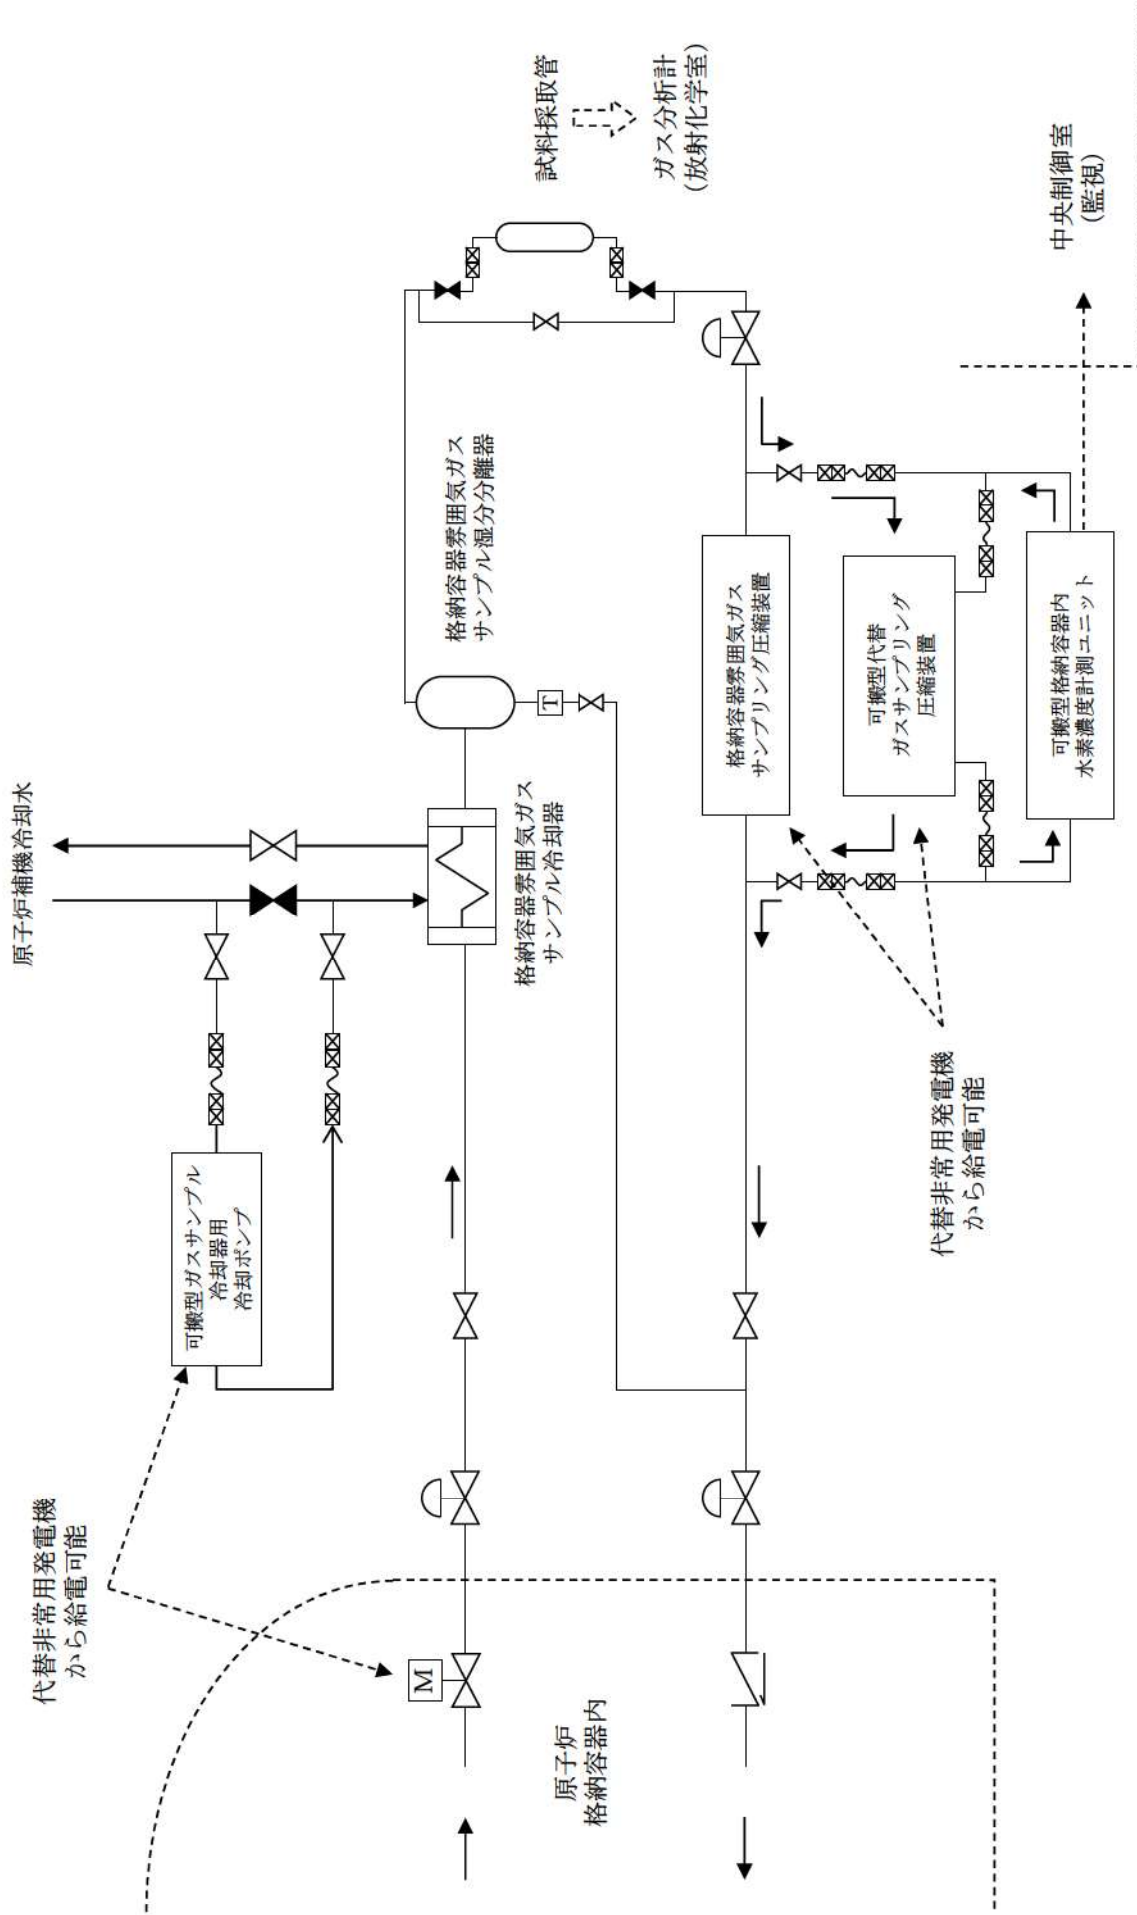 代替非常用発電機
から給電可能
可搬型ガスサンプル
冷却器用
冷却ポンプ
原子炉補機冷却水
M
原子炉
格納容器内
格納容器雰囲気ガス
サンプル冷却器
T
格納容器雰囲気ガス
サンプル湿分分離器
試料採取管
ガス分析計
(放射化学室)
格納容器雰囲気ガス
サンプリング圧縮装置
可搬型代替
ガスサンプリング
圧縮装置
可搬型格納容器内
水素濃度計測ユニット
代替非常用発電機
から給電可能
中央制御室
(監視)